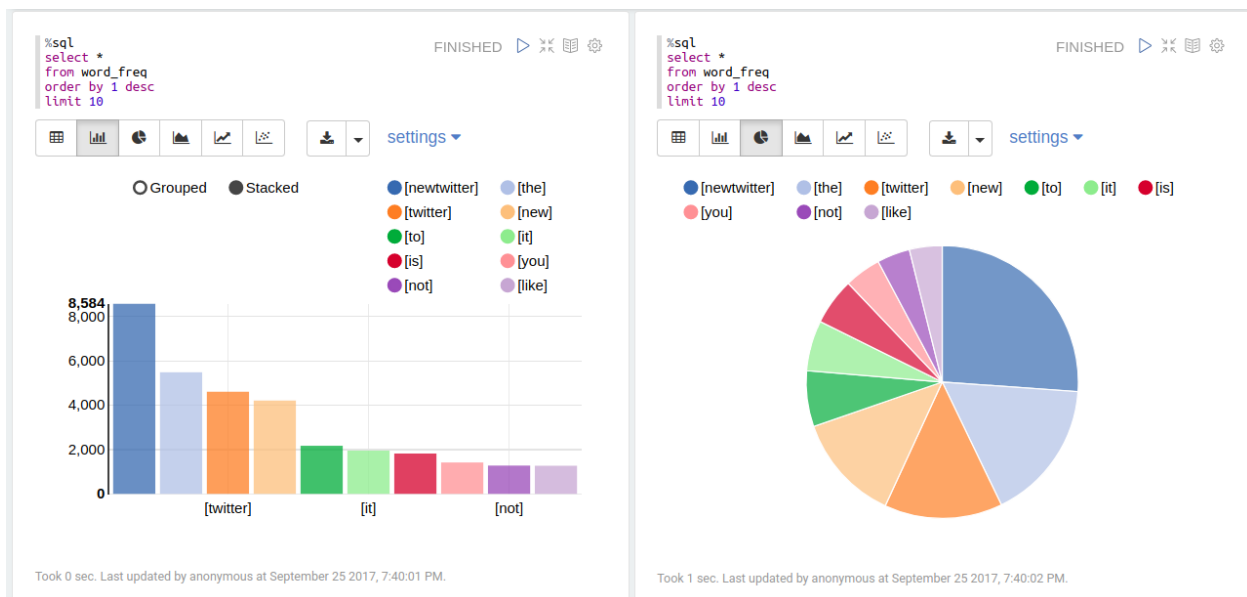 %sql
select *
from word_freq
order by 1 desc
limit 10
FINISHED
settings
Grouped Stacked
[newtwitter] [the]
[twitter] [new]
[to] [it]
[is] [you]
[not] [like]
8,584
8,000
6,000
4,000
2,000
0
[twitter] [it] [not]
Took 0 sec. Last updated by anonymous at September 25 2017, 7:40:01 PM.
%sql
select *
from word_freq
order by 1 desc
limit 10
FINISHED
settings
[newtwitter] [the] [twitter] [new] [to] [it] [is]
[you] [not] [like]
Took 1 sec. Last updated by anonymous at September 25 2017, 7:40:02 PM.